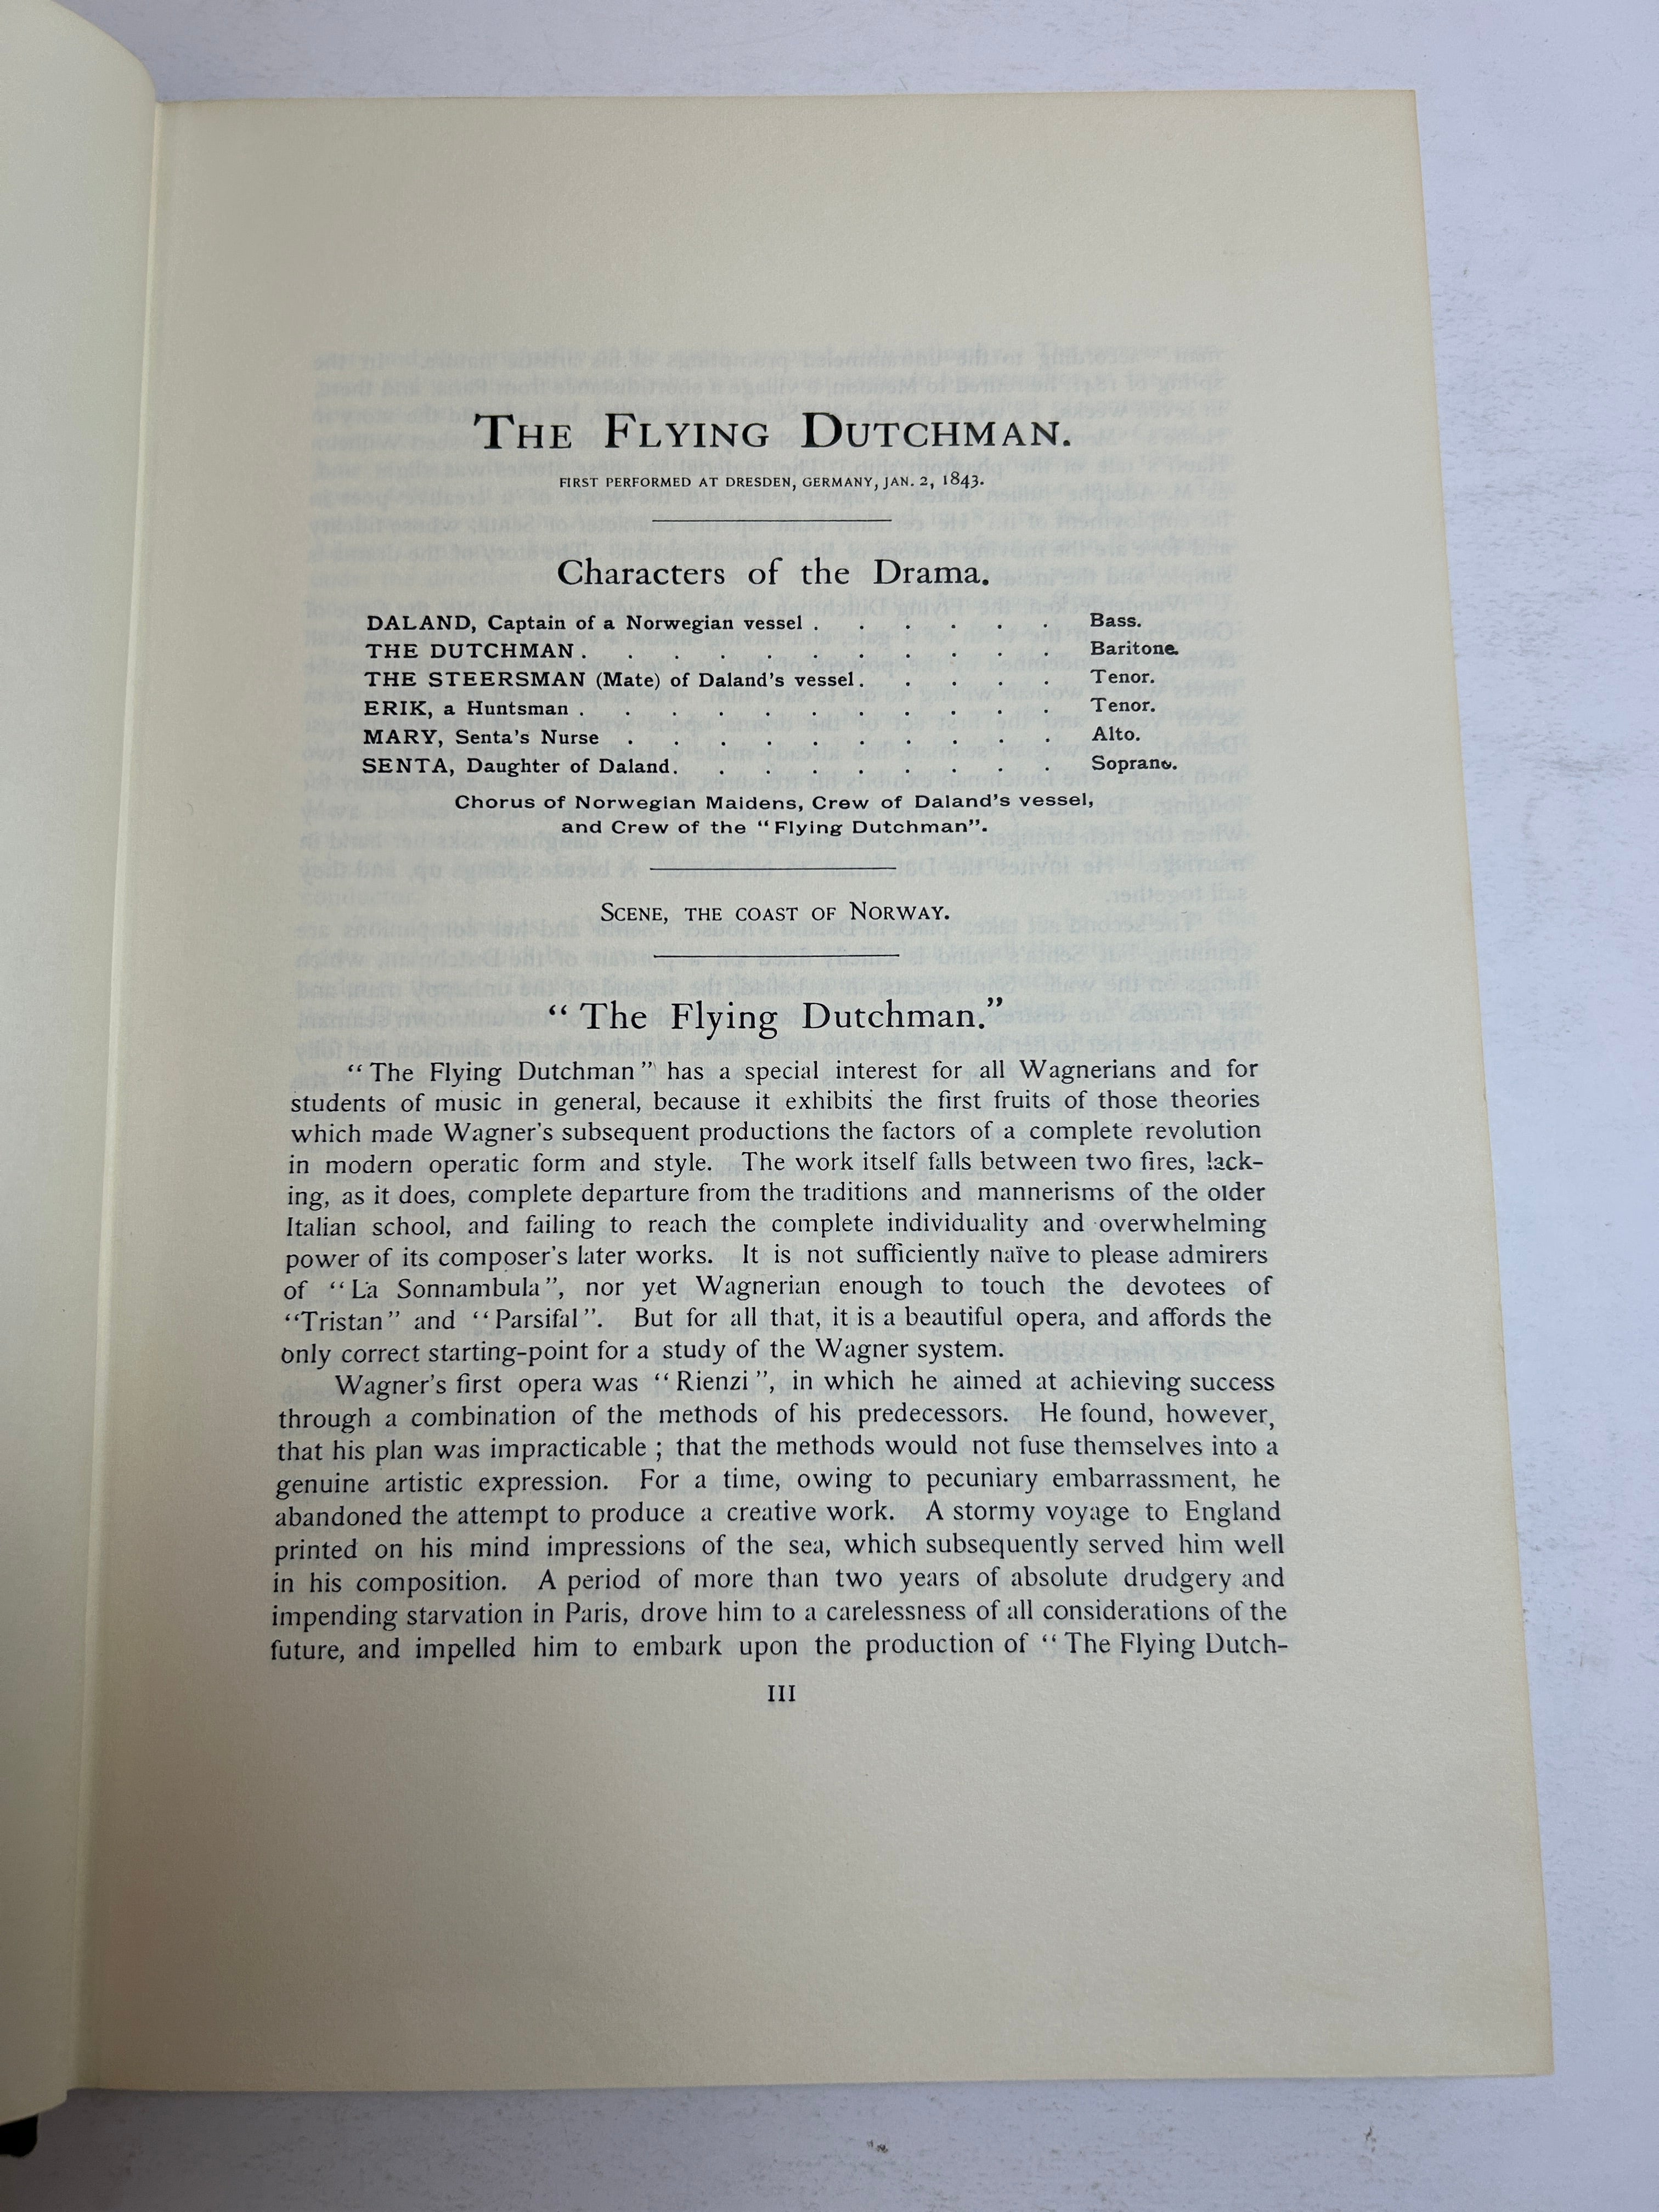 THE FLYING DUTCHMAN.
FIRST PERFORMED AT DRESDEN, GERMANY, JAN. 2, 1843.
Characters of the Drama.
DALAND, Captain of a Norwegian vessel . . . . . . Bass.
THE DUTCHMAN . . . . . . . . . . . Baritone.
THE STEERSMAN (Mate) of Daland's vessel . . . . . Tenor.
ERIK, a Huntsman . . . . . . . . . . . Tenor.
MARY, Senta's Nurse . . . . . . . . . . Alto.
SENTA, Daughter of Daland . . . . . . . . . Soprano.
Chorus of Norwegian Maidens, Crew of Daland's vessel,
and Crew of the “Flying Dutchman”.
SCENE, THE COAST OF NORWAY.
“The Flying Dutchman.”
“The Flying Dutchman” has a special interest for all Wagnerians and for
students of music in general, because it exhibits the first fruits of those theories
which made Wagner's subsequent productions the factors of a complete revolution
in modern operatic form and style. The work itself falls between two fires, lack-
ing, as it does, complete departure from the traditions and mannerisms of the older
Italian school, and failing to reach the complete individuality and overwhelming
power of its composer's later works. It is not sufficiently naïve to please admirers
of “La Sonnambula”, nor yet Wagnerian enough to touch the devotees of
“Tristan” and “Parsifal”. But for all that, it is a beautiful opera, and affords the
only correct starting-point for a study of the Wagner system.
Wagner's first opera was “Rienzi”, in which he aimed at achieving success
through a combination of the methods of his predecessors. He found, however,
that his plan was impracticable ; that the methods would not fuse themselves into a
genuine artistic expression. For a time, owing to pecuniary embarrassment, he
abandoned the attempt to produce a creative work. A stormy voyage to England
printed on his mind impressions of the sea, which subsequently served him well
in his composition. A period of more than two years of absolute drudgery and
impending starvation in Paris, drove him to a carelessness of all considerations of the
future, and impelled him to embark upon the production of “The Flying Dutch-
III